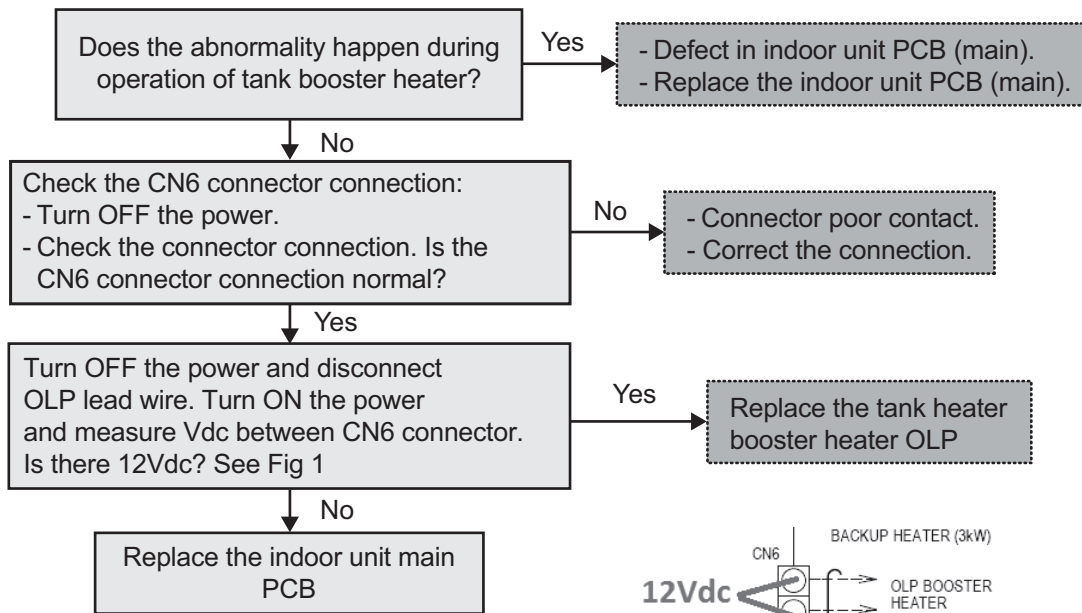 Does the abnormality happen during
operation of tank booster heater?
Yes
- Defect in indoor unit PCB (main).
- Replace the indoor unit PCB (main).
No
Check the CN6 connector connection:
- Turn OFF the power.
- Check the connector connection. Is the
CN6 connector connection normal?
No
- Connector poor contact.
- Correct the connection.
Yes
Turn OFF the power and disconnect
OLP lead wire. Turn ON the power
and measure Vdc between CN6 connector.
Is there 12Vdc? See Fig 1
Yes
Replace the tank heater
booster heater OLP
No
Replace the indoor unit main
PCB
BACKUP HEATER (3kW)
CN6
12Vdc
OLP BOOSTER
HEATER